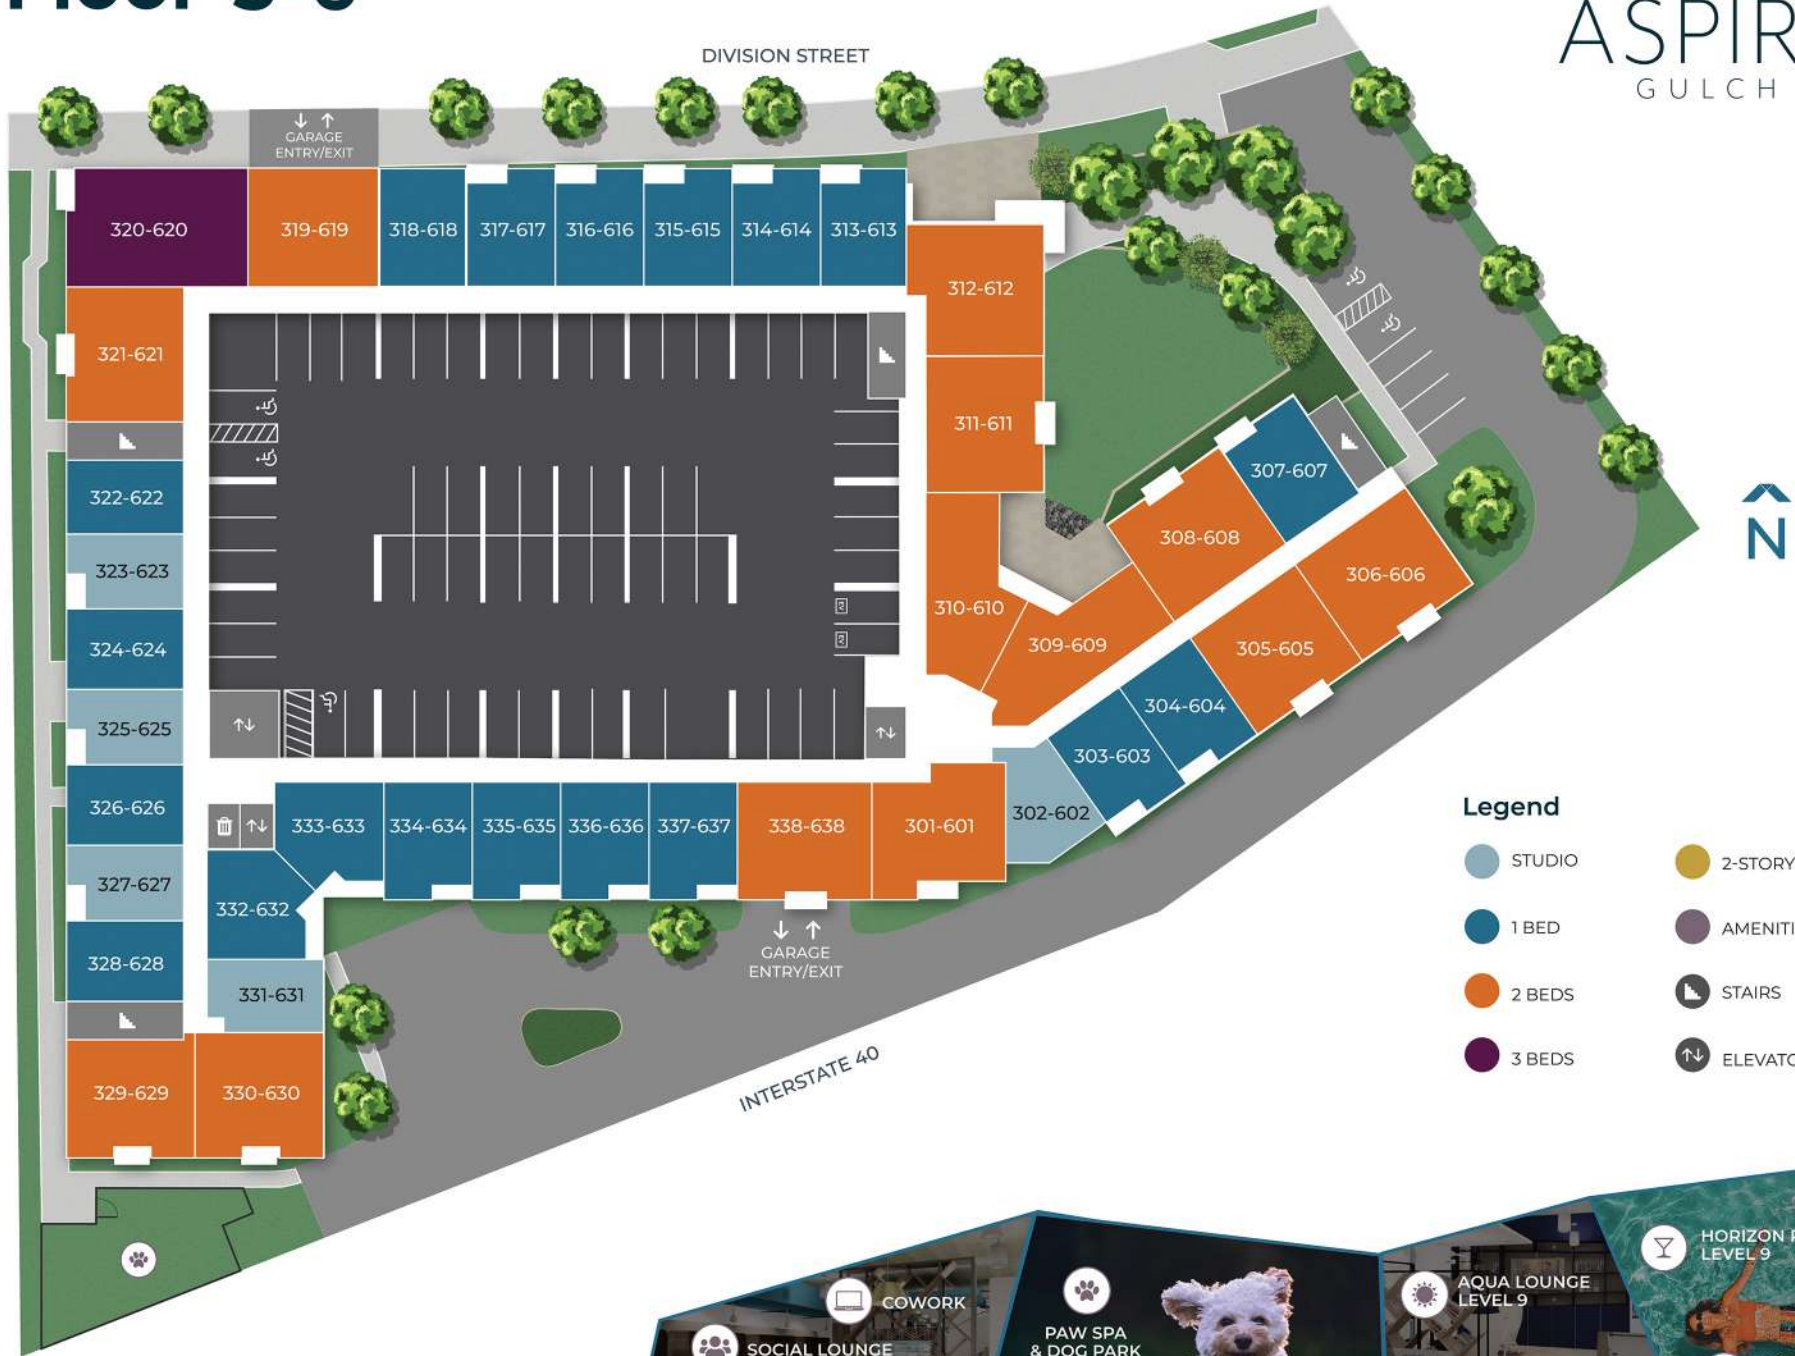 ASPIR
GULCH
DIVISION STREET
↓ ↑
GARAGE
ENTRY/EXIT
320-620
319-619
318-618
317-617
316-616
315-615
314-614
313-613
312-612
321-621
311-611
322-622
307-607
323-623
308-608
306-606
N
324-624
310-610
309-609
305-605
325-625
304-604
303-603
326-626
333-633
334-634
335-635
336-636
337-637
338-638
301-601
302-602
327-627
332-632
328-628
331-631
↓ ↑
GARAGE
ENTRY/EXIT
329-629
330-630
INTERSTATE 40
Legend
STUDIO
2-STORY
1 BED
AMENITI
2 BEDS
STAIRS
3 BEDS
ELEVATO
COWORK
SOCIAL LOUNGE
PAW SPA
& DOG PARK
AQUA LOUNGE
LEVEL 9
HORIZON
LEVEL 9